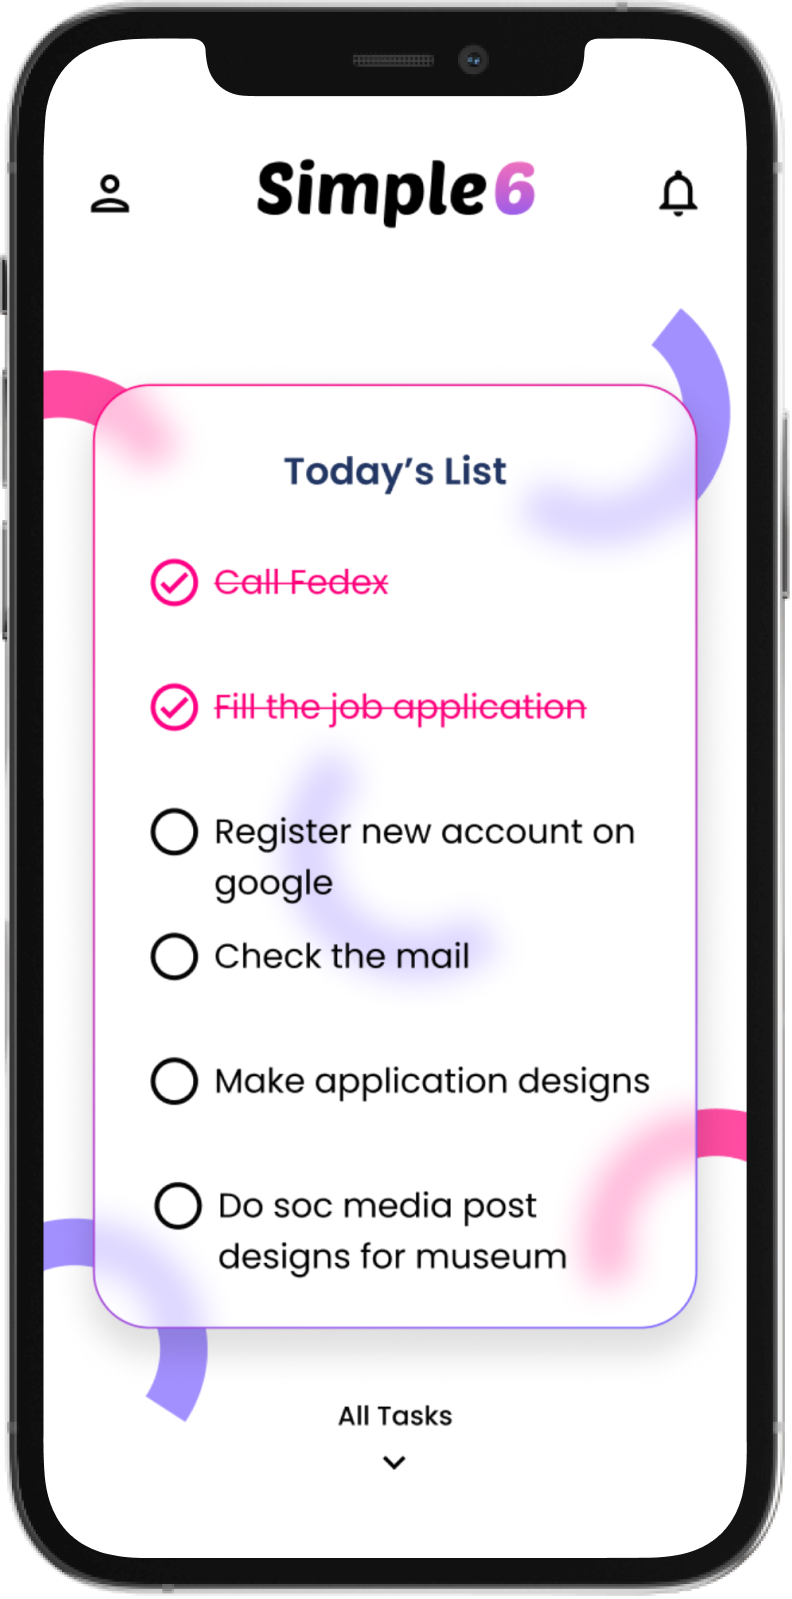 Simple6
Today’s List
Call Fedex
Fill the job application
Register new account on
google
Check the mail
Make application designs
Do soc media post
designs for museum
All Tasks